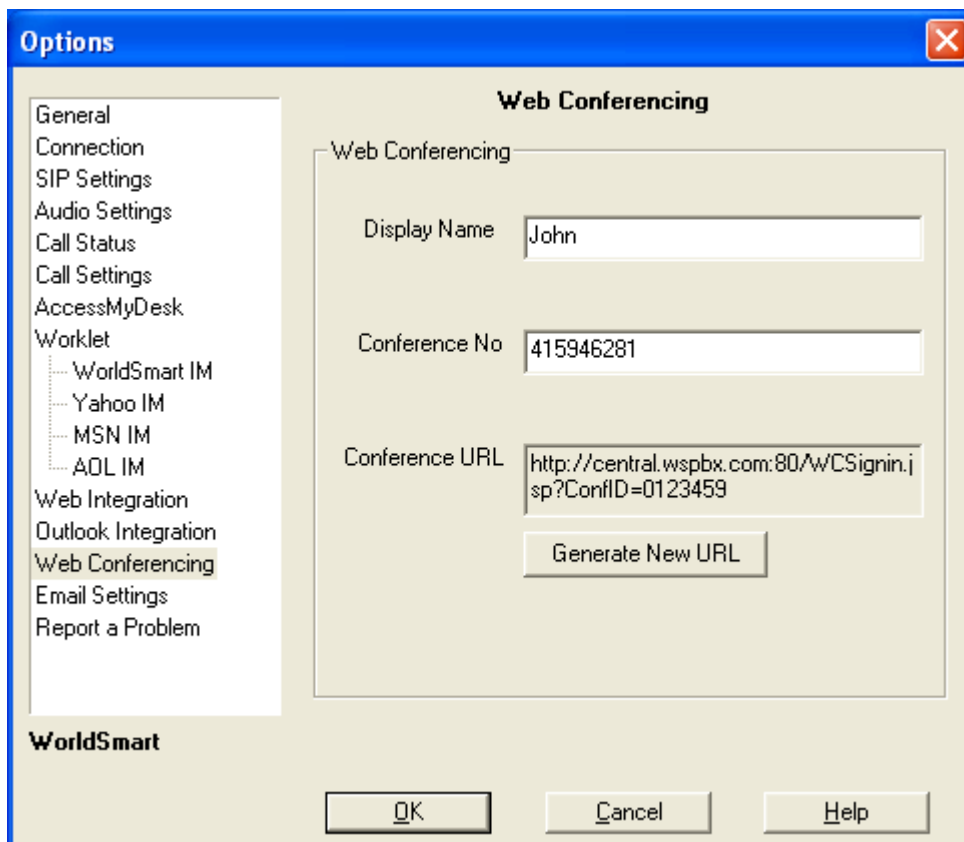 Options
General
Connection
SIP Settings
Audio Settings
Call Status
Call Settings
AccessMyDesk
Worklet
WorldSmart IM
Yahoo IM
MSN IM
AOL IM
Web Integration
Outlook Integration
Web Conferencing
Email Settings
Report a Problem
WorldSmart
Web Conferencing
Web Conferencing
Display Name
John
Conference No
415946281
Conference URL
http://central.wspbx.com:80/WCSignin.j
sp?ConfID=0123459
Generate New URL
OK
Cancel
Help